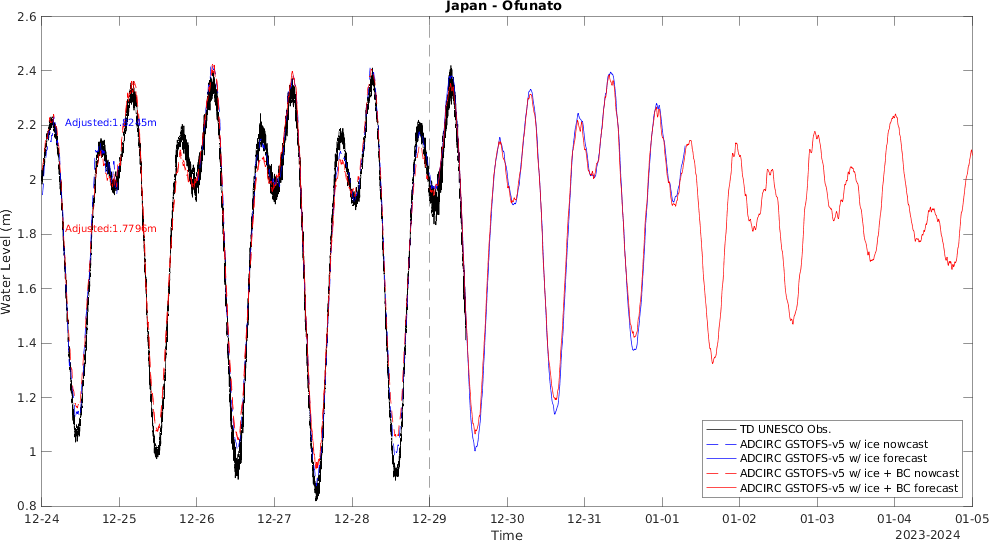 Japan - Ofunato
Water Level (m)
2.6
2.4
2.2
2
1.8
1.6
1.4
1.2
1
0.8
Adjusted:1.8245m
Adjusted:1.7796m
TD UNESCO Obs.
ADCIRC GSTOFS-v5 w/ ice nowcast
ADCIRC GSTOFS-v5 w/ ice forecast
ADCIRC GSTOFS-v5 w/ ice + BC nowcast
ADCIRC GSTOFS-v5 w/ ice + BC forecast
12-24 12-25 12-26 12-27 12-28 12-29 12-30 12-31 01-01 01-02 01-03 01-04 01-05
Time
2023-2024